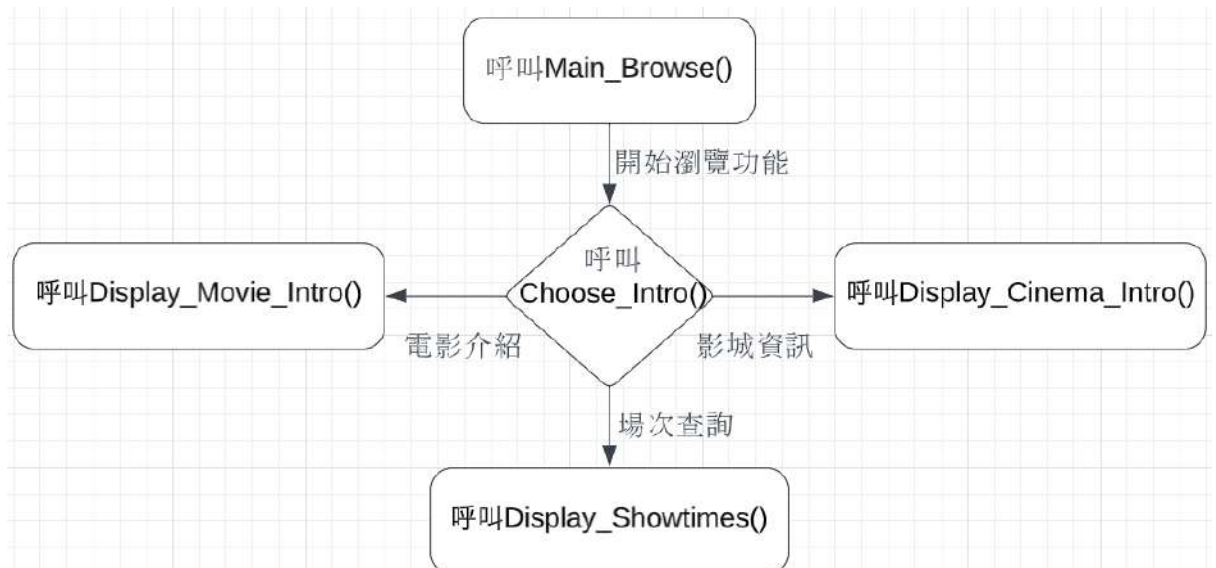 呼叫Main_Browse()
開始瀏覽功能
呼叫
Choose_Intro()
呼叫Display_Movie_Intro()
呼叫Display_Cinema_Intro()
電影介紹
影城資訊
場次查詢
呼叫Display_Showtimes()